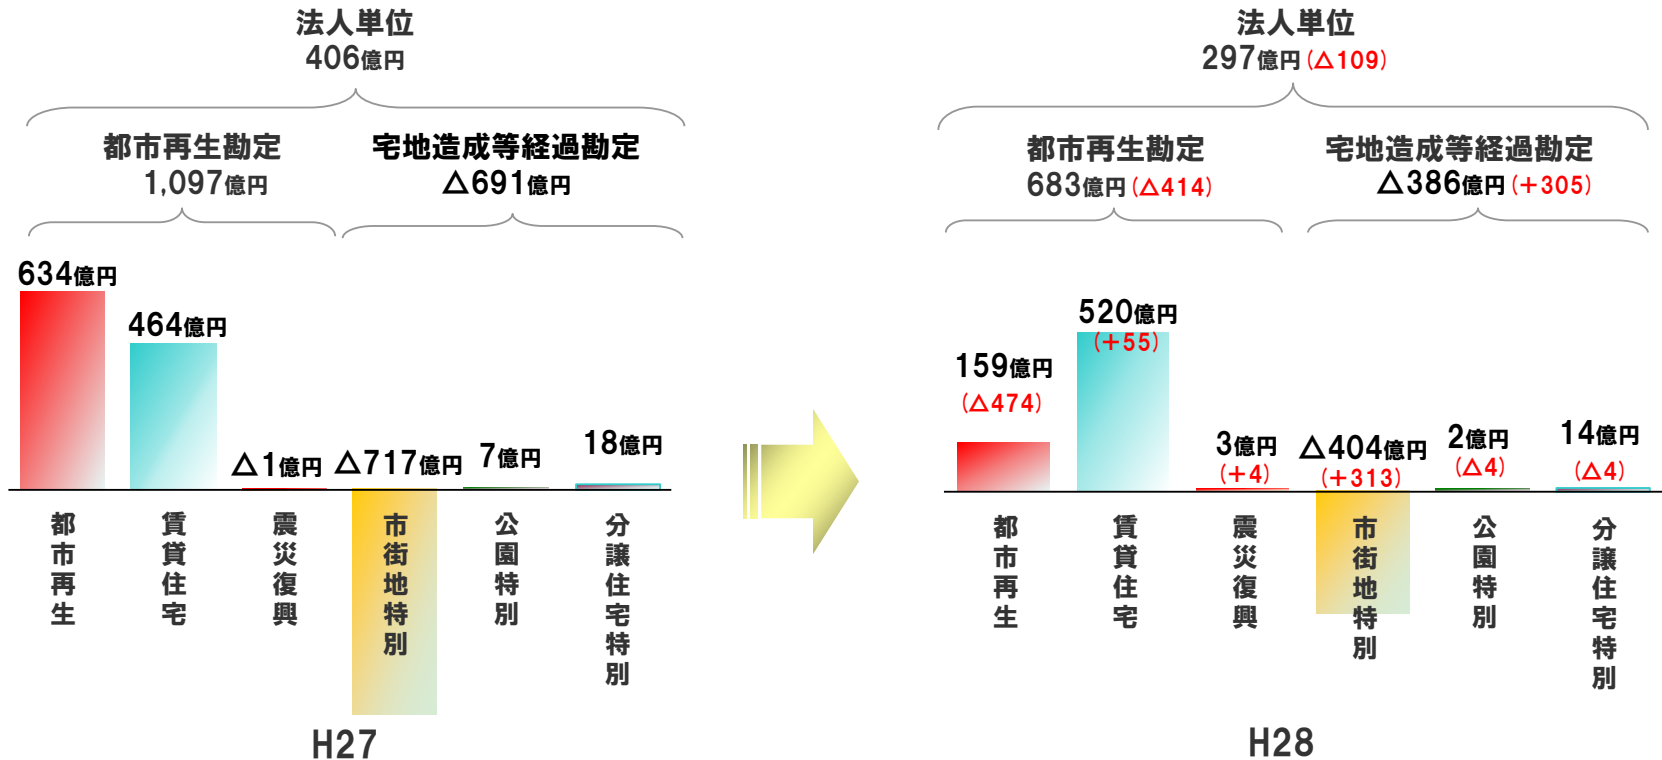 法人単位
406億円
都市再生勘定
1,097億円
宅地造成等経過勘定
△691億円
634億円
464億円
△1億円
△717億円
7億円
18億円
都市再生
賃貸住宅
震災復興
市街地特別
公園特別
分譲住宅特別
H27
法人単位
297億円(△109)
都市再生勘定
683億円(△414)
宅地造成等経過勘定
△386億円(+305)
159億円
(△474)
520億円
(+55)
3億円
(+4)
△404億円
(+313)
2億円
(△4)
14億円
(△4)
都市再生
賃貸住宅
震災復興
市街地特別
公園特別
分譲住宅特別
H28